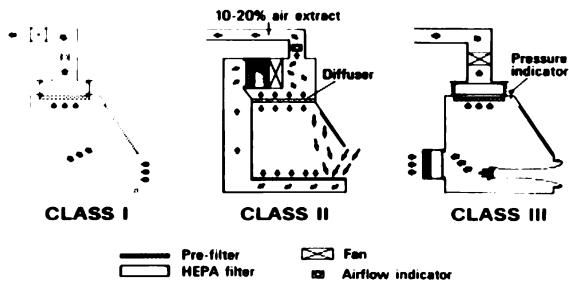 10-20% air extract
Diffuser
Pressure
indicator
CLASS I
CLASS II
CLASS III
Pre-filter
HEPA filter
Fan
Airflow indicator